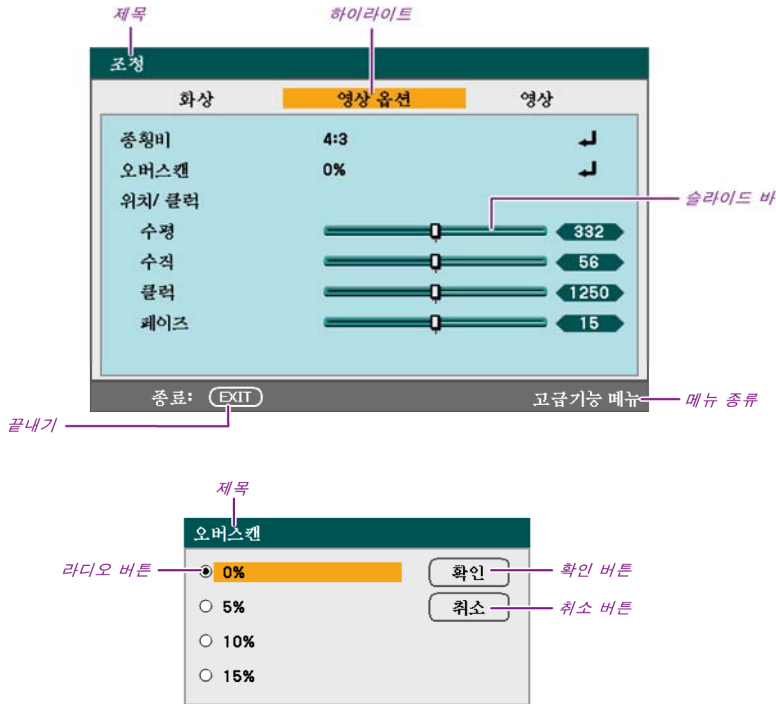 제목 하이라이트
조정
화상 영상 옵션 영상
종횡비 4:3
오버스캔 0%
위치/ 클럭
슬라이드 바
수평 332
수직 56
클럭 1250
페이즈 15
종료: EXIT 고급기능 메뉴
메뉴 종류
끝내기
제목
오버스캔
라디오 버튼 0% 확인 확인 버튼
5% 취소 취소 버튼
10%
15%